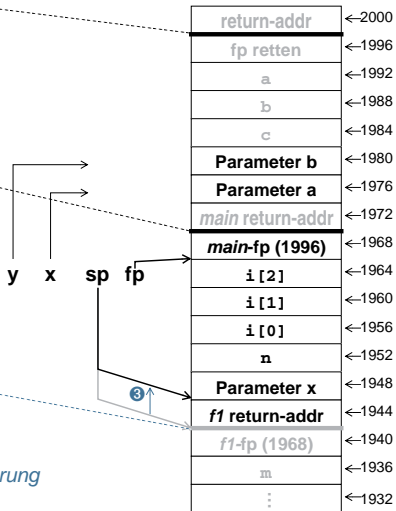 return-addr ←2000
fp retten ←1996
a ←1992
b ←1988
c ←1984
Parameter b ←1980
Parameter a ←1976
main return-addr ←1972
main-fp (1996) ←1968
y x sp fp
i[2] ←1964
i[1] ←1960
i[0] ←1956
n ←1952
Parameter x ←1948
❸
f1 return-addr ←1944
f1-fp (1968) ←1940
rung
m ←1936
⋮ ←1932